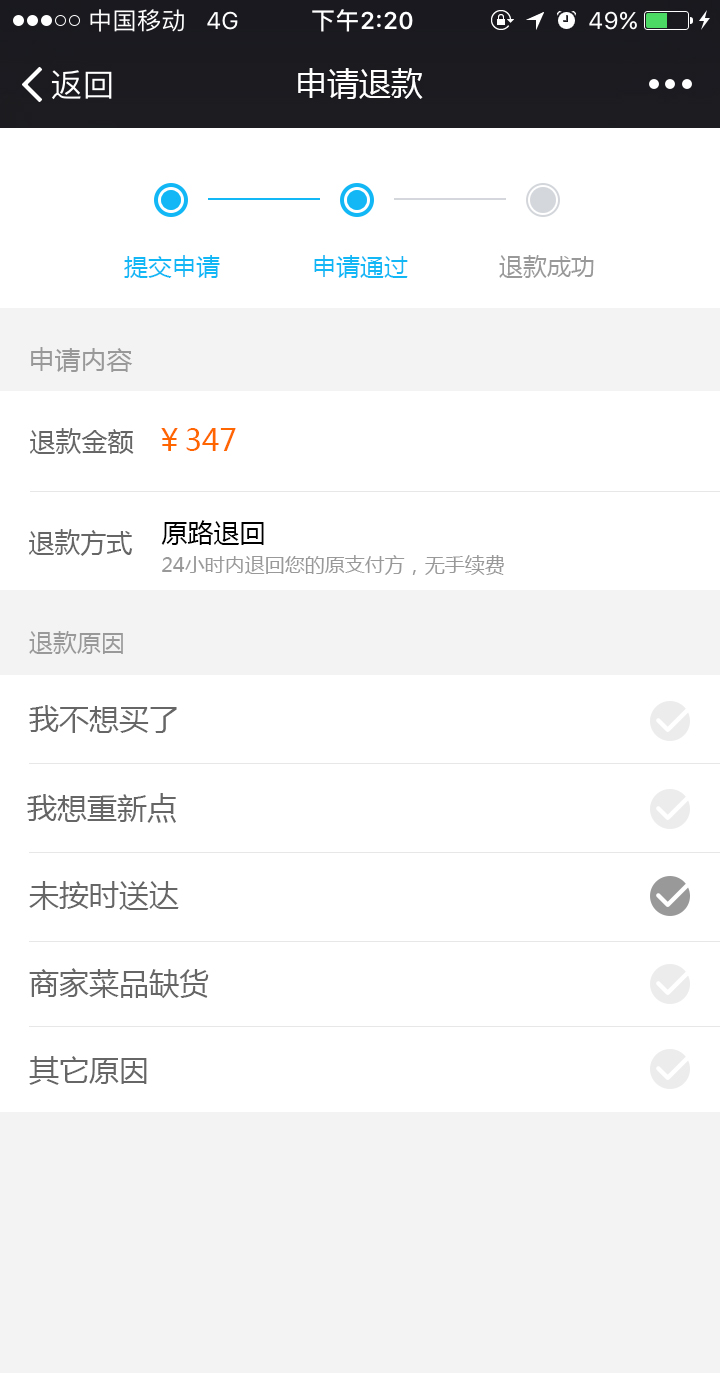 中国移动 4G 下午2:20 49%
返回 申请退款
提交申请 申请通过 退款成功
申请内容
退款金额 ¥ 347
退款方式 原路退回
24小时内退回您的原支付方，无手续费
退款原因
我不想买了
我想重新点
未按时送达
商家菜品缺货
其它原因